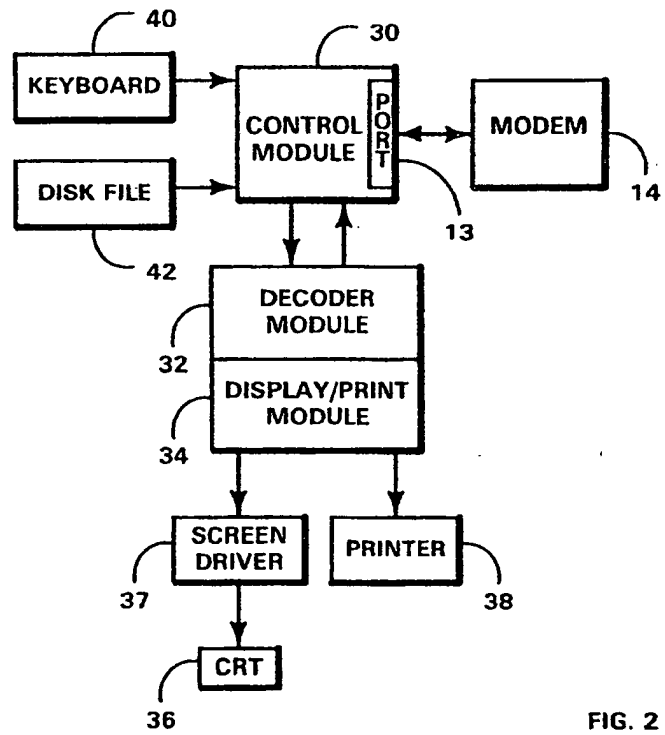 40
30
KEYBOARD
CONTROL
MODULE
PORT
MODEM
DISK FILE
14
13
42
DECODER
MODULE
32
DISPLAY/PRINT
MODULE
34
SCREEN
DRIVER
PRINTER
37
38
CRT
36
FIG. 2